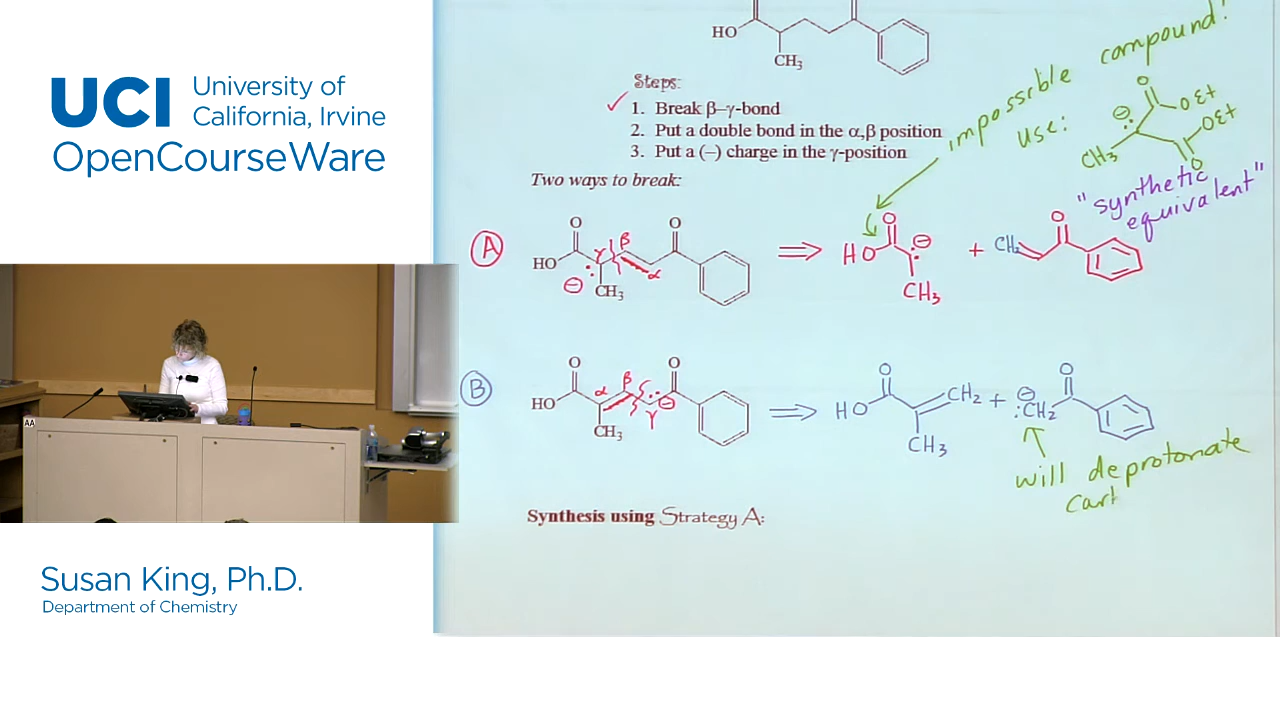 UCI University of
California, Irvine
OpenCourseWare
HO
CH3
Steps:
✓ 1. Break β–γ-bond
2. Put a double bond in the α,β position
3. Put a (–) charge in the γ-position
impossible compound!
use:
O
⊖
OEt
OEt
CH3
O
"synthetic
equivalent"
Two ways to break:
A
O
O
HO
γ
β
α
⊖
CH3
⇒
O
HO
⊖
CH3
+
CH2
O
B
O
O
HO
α
β
γ
⊖
CH3
⇒
O
HO
CH2
CH3
+
⊖
:CH2
O
will deprotonate
Synthesis using Strategy A:
AA
Susan King, Ph.D.
Department of Chemistry